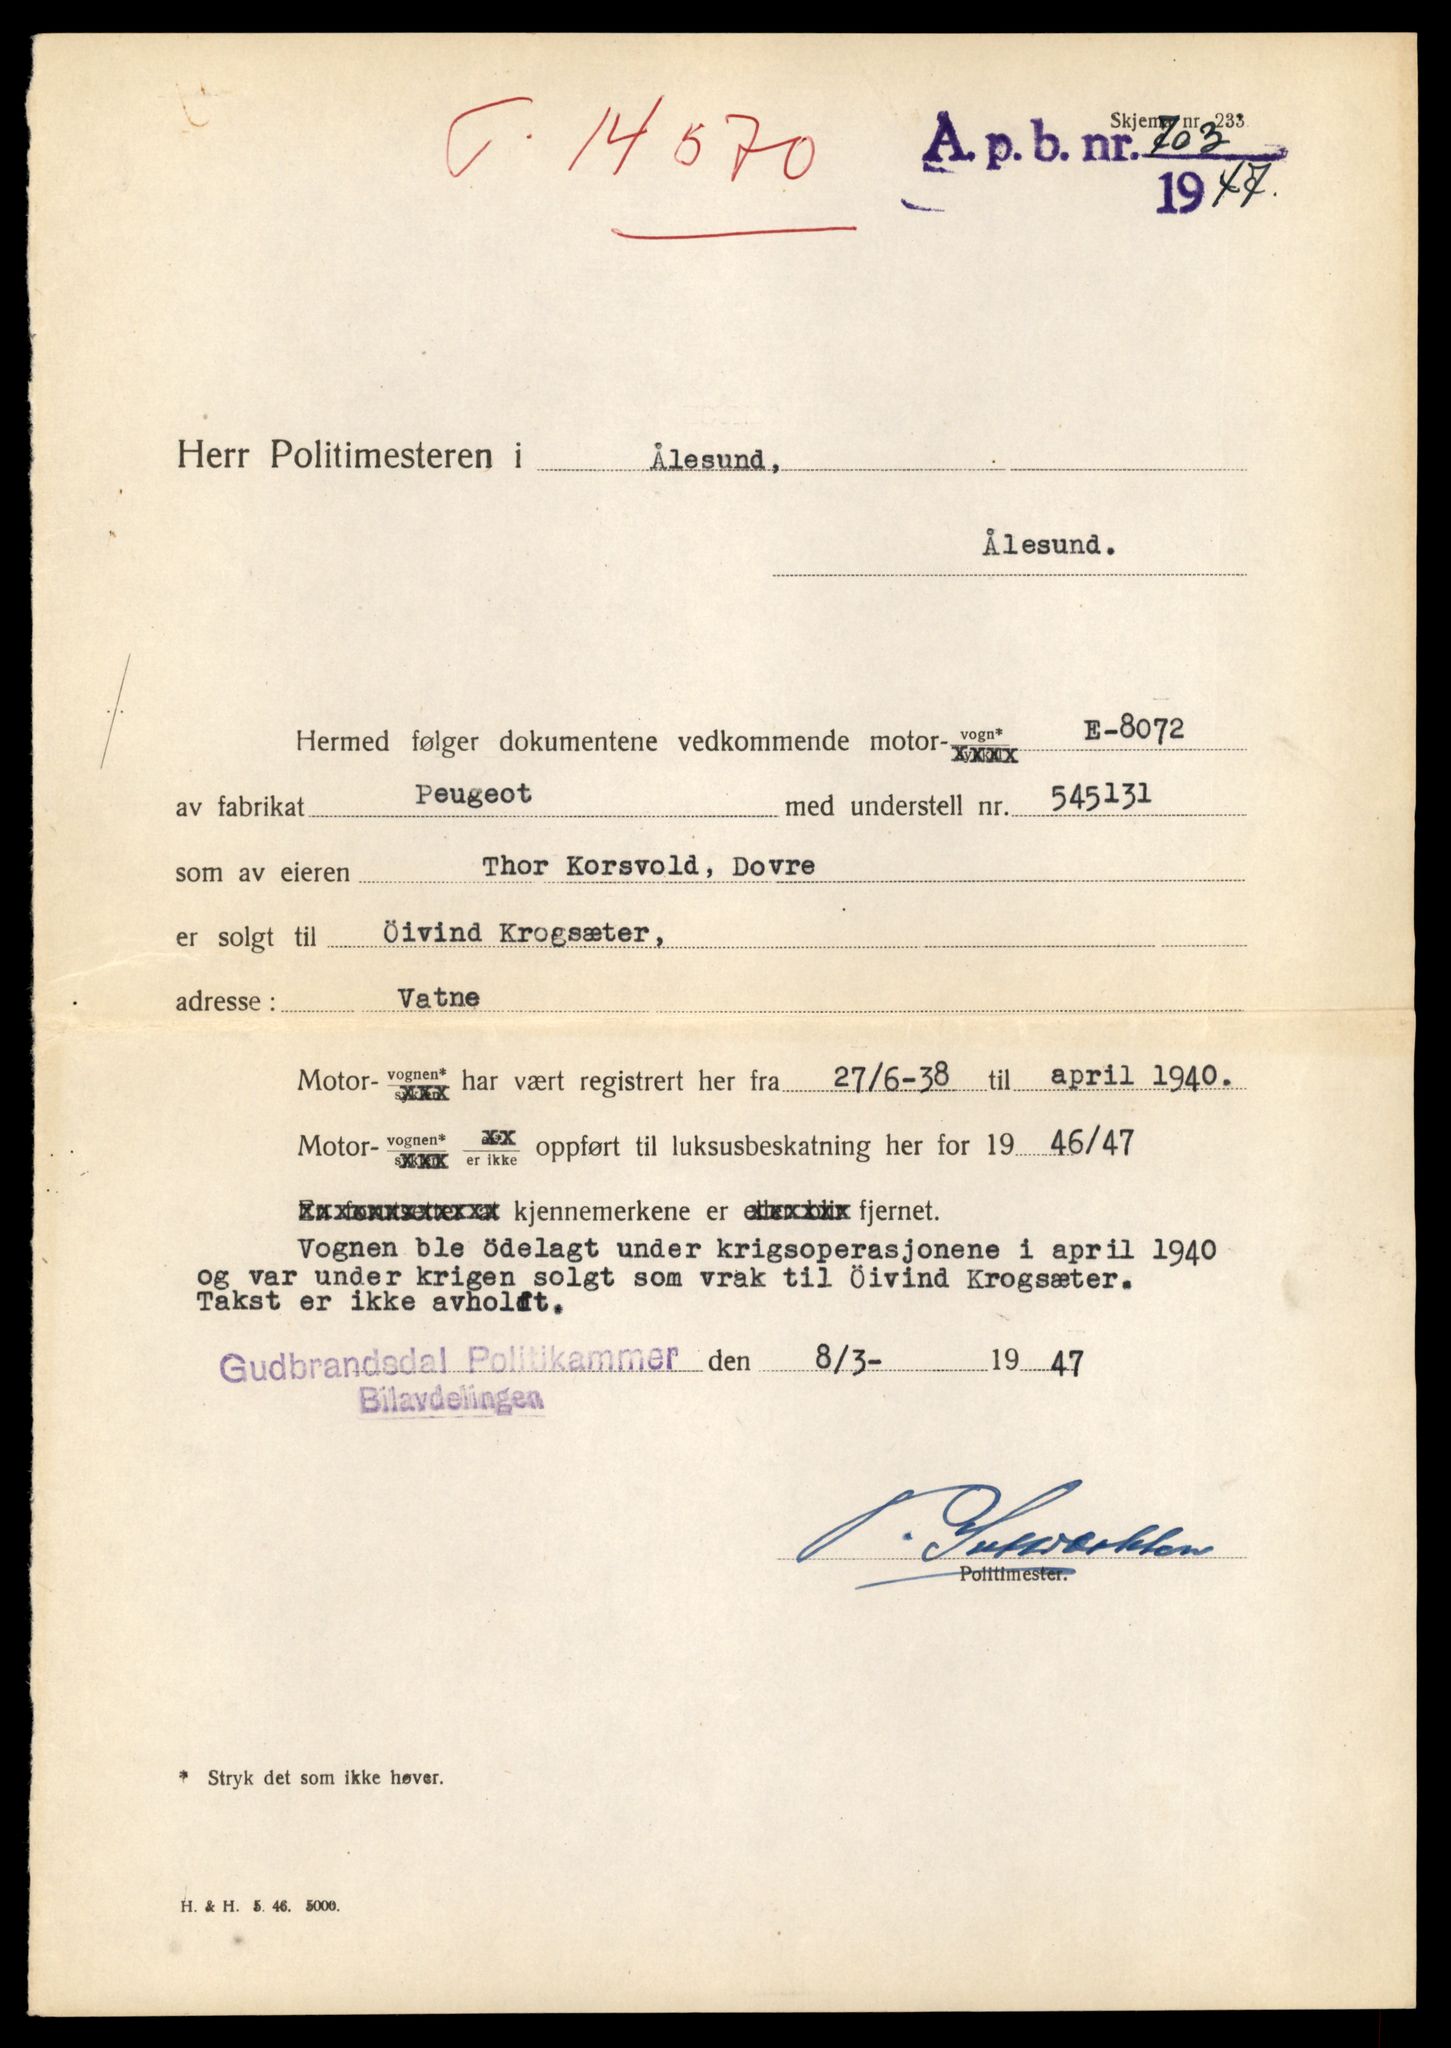 T. 14570
Skjema nr. 233
A. p. b. nr. 703
1947.
Herr Politimesteren i Ålesund,
Ålesund.
Hermed følger dokumentene vedkommende motor- vogn* E-8072
av fabrikat Peugeot med understell nr. 545131
som av eieren Thor Korsvold, Dovre
er solgt til Öivind Krogsæter,
adresse: Vatne
Motor- vognen* har vært registrert her fra 27/6-38 til april 1940.
Motor- vognen* er ikke oppført til luksusbeskatning her for 19 46/47
kjennemerkene er fjernet.
Vognen ble ödelagt under krigsoperasjonene i april 1940
og var under krigen solgt som vrak til Öivind Krogsæter.
Takst er ikke avholdt.
Gudbrandsdal Politikammer den 8/3- 19 47
Bilavdelingen
Politimester.
* Stryk det som ikke høver.
H. & H. 5. 46. 5000.